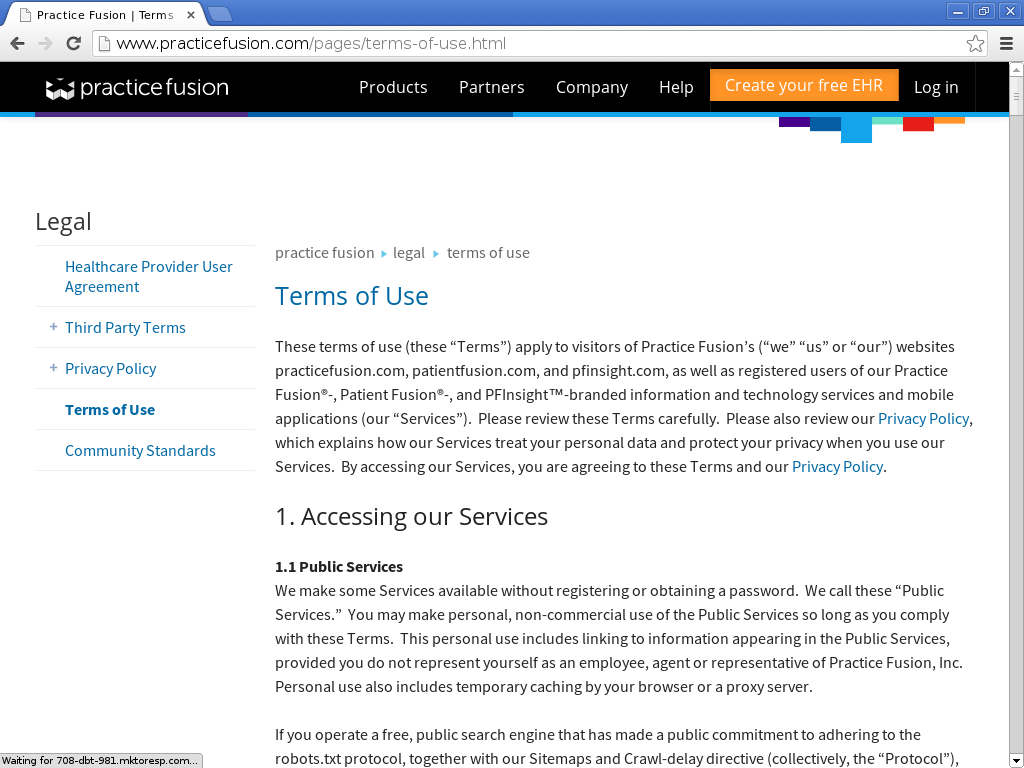 Practice Fusion | Terms
www.practicefusion.com/pages/terms-of-use.html
practice fusion
Products
Partners
Company
Help
Create your free EHR
Log in
Legal
Healthcare Provider User
Agreement
+ Third Party Terms
+ Privacy Policy
Terms of Use
Community Standards
practice fusion ▸ legal ▸ terms of use
Terms of Use
These terms of use (these “Terms”) apply to visitors of Practice Fusion’s (“we” “us” or “our”) websites
practicefusion.com, patientfusion.com, and pfinsight.com, as well as registered users of our Practice
Fusion®-, Patient Fusion®-, and PFInsight™-branded information and technology services and mobile
applications (our “Services”).  Please review these Terms carefully.  Please also review our Privacy Policy,
which explains how our Services treat your personal data and protect your privacy when you use our
Services.  By accessing our Services, you are agreeing to these Terms and our Privacy Policy.
1. Accessing our Services
1.1 Public Services
We make some Services available without registering or obtaining a password.  We call these “Public
Services.”  You may make personal, non-commercial use of the Public Services so long as you comply
with these Terms.  This personal use includes linking to information appearing in the Public Services,
provided you do not represent yourself as an employee, agent or representative of Practice Fusion, Inc.
Personal use also includes temporary caching by your browser or a proxy server.
If you operate a free, public search engine that has made a public commitment to adhering to the
robots.txt protocol, together with our Sitemaps and Crawl-delay directive (collectively, the “Protocol”),
Waiting for 708-dbt-981.mktoresp.com...